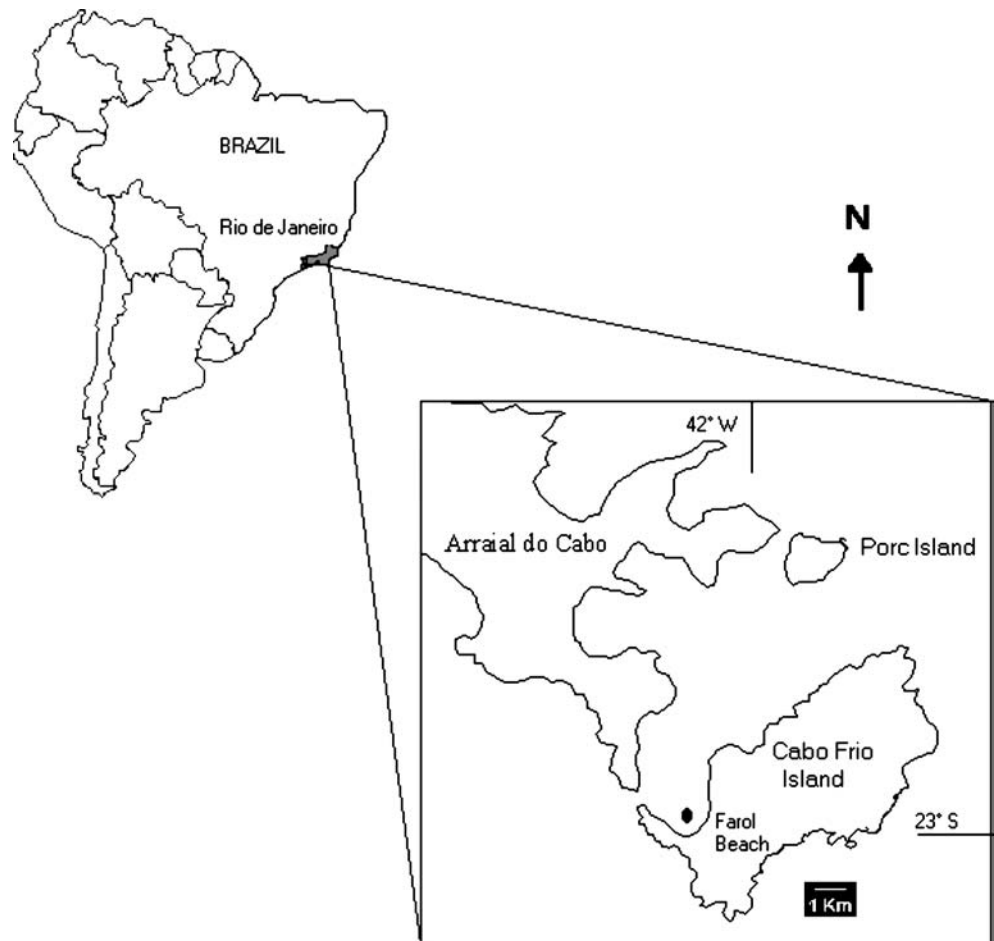 BRAZIL
Rio de Janeiro
N
42° W
Arraial do Cabo
Porc Island
Cabo Frio
Island
Farol
Beach
23° S
1 Km